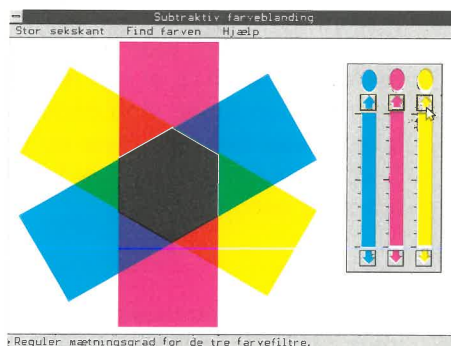 Subtraktiv farveblanding
Stor sekskant Find farven Hjælp
Reguler mætningsgrad for de tre farvefiltre.